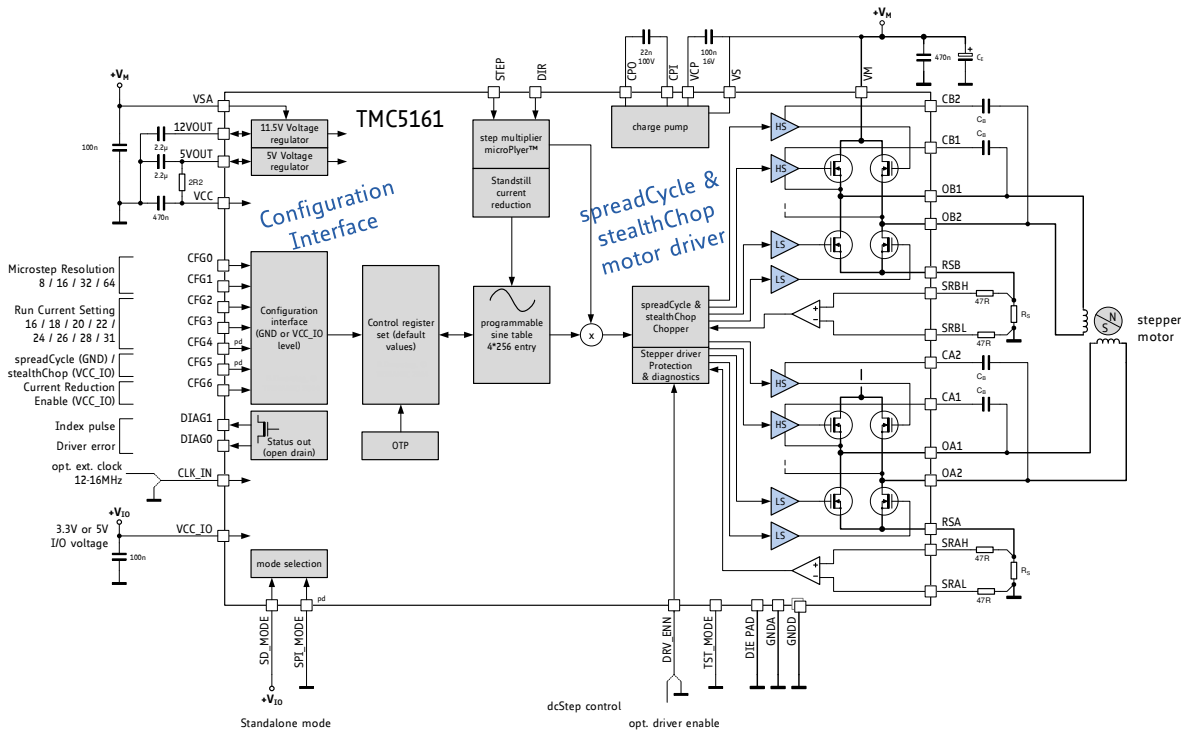 +VM
22n
100V
100n
16V
470n
CE
STEP
DIR
CPO
CPI
VCP
VS
VM
+VM
VSA
TMC5161
CB2
CB
12VOUT
11.5V Voltage
regulator
step multiplier
microPlyer™
charge pump
HS
CB1
CB
100n
2.2µ
5VOUT
5V Voltage
regulator
HS
2.2µ
2R2
VCC
Standstill
current
reduction
OB1
470n
Configuration
Interface
spreadCycle &
stealthChop
motor driver
OB2
LS
RSB
Microstep Resolution
8 / 16 / 32 / 64
CFG0
CFG1
LS
SRBH
47R
RS
Run Current Setting
16 / 18 / 20 / 22 /
24 / 26 / 28 / 31
CFG2
CFG3
CFG4
pd
Configuration
interface
(GND or VCC_IO
level)
Control register
set (default
values)
programmable
sine table
4*256 entry
x
spreadCycle &
stealthChop
Chopper
+
-
SRBL
47R
N
S
stepper
motor
spreadCycle (GND) /
stealthChop (VCC_IO)
CFG5
pd
Stepper driver
Protection
& diagnostics
CA2
CB
Current Reduction
Enable (VCC_IO)
CFG6
HS
CA1
CB
Index pulse
DIAG1
HS
Driver error
DIAG0
Status out
(open drain)
OTP
OA1
opt. ext. clock
12-16MHz
CLK_IN
OA2
LS
+VIO
3.3V or 5V
I/O voltage
VCC_IO
RSA
LS
100n
mode selection
SRAH
47R
+
-
RS
SRAL
47R
pd
SD_MODE
SPI_MODE
DRV_ENN
TST_MODE
DIE PAD
GNDA
GNDD
+VIO
dcStep control
Standalone mode
opt. driver enable